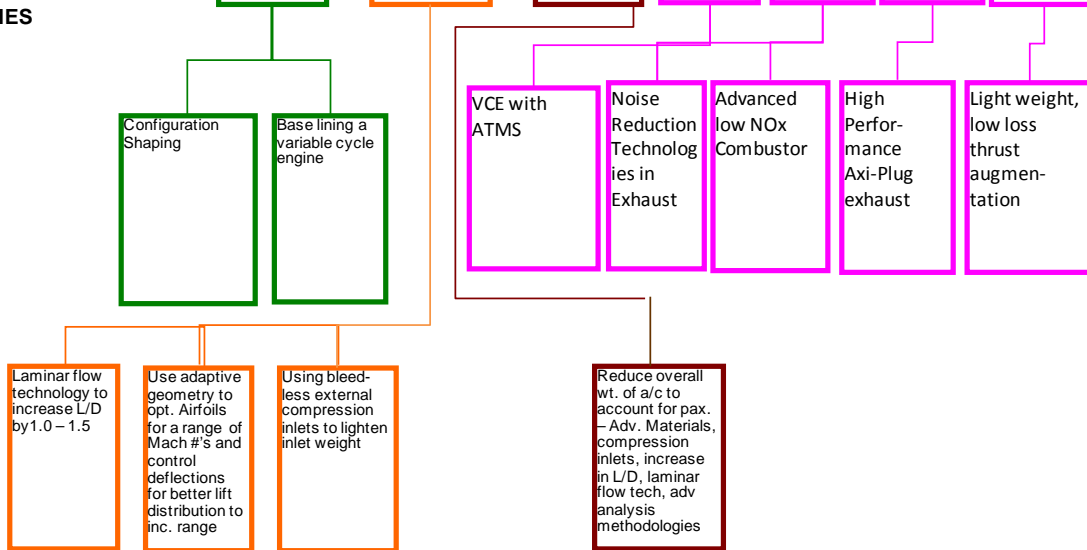 IES
Configuration
Shaping
Base lining a
variable cycle
engine
VCE with
ATMS
Noise
Reduction
Technolog
ies in
Exhaust
Advanced
low NOx
Combustor
High
Perfor-
mance
Axi-Plug
exhaust
Light weight,
low loss
thrust
augmen-
tation
Laminar flow
technology to
increase L/D
by1.0 – 1.5
Use adaptive
geometry to
opt. Airfoils
for a range of
Mach #'s and
control
deflections
for better lift
distribution to
inc. range
Using bleed-
less external
compression
inlets to lighten
inlet weight
Reduce overall
wt. of a/c to
account for pax.
– Adv. Materials,
compression
inlets, increase
in L/D, laminar
flow tech, adv
analysis
methodologies